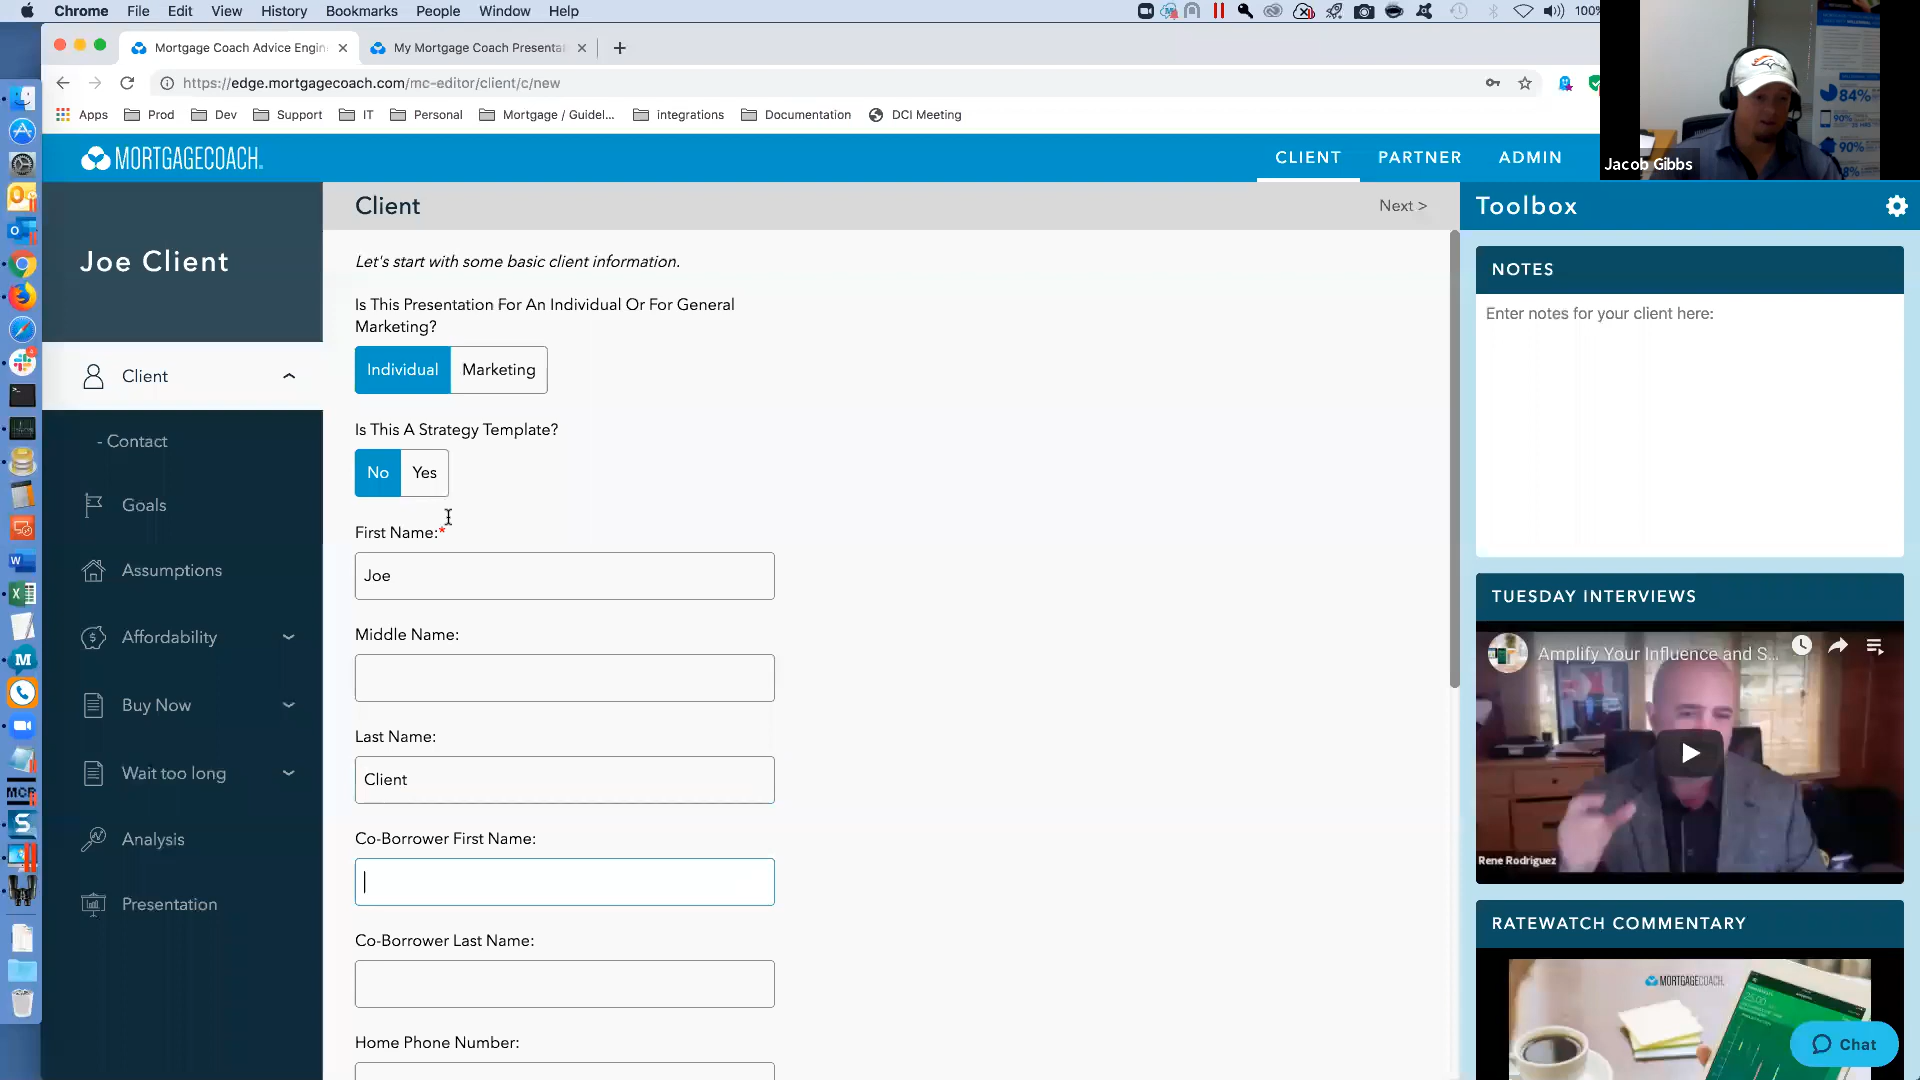 Chrome File Edit View History Bookmarks People Window Help
100%
Mortgage Coach Advice Engin
My Mortgage Coach Presenta
https://edge.mortgagecoach.com/mc-editor/client/c/new
Apps Prod Dev Support IT Personal Mortgage / Guidel... integrations Documentation DCI Meeting
MORTGAGECOACH
CLIENT PARTNER ADMIN
84%
90%
90%
Jacob Gibbs
Joe Client
Client
- Contact
Goals
Assumptions
Affordability
Buy Now
Wait too long
Analysis
Presentation
Client
Next >
Let's start with some basic client information.
Is This Presentation For An Individual Or For General
Marketing?
Individual Marketing
Is This A Strategy Template?
No Yes
First Name:*
Joe
Middle Name:
Last Name:
Client
Co-Borrower First Name:
Co-Borrower Last Name:
Home Phone Number:
Toolbox
NOTES
Enter notes for your client here:
TUESDAY INTERVIEWS
Amplify Your Influence and S...
Rene Rodriguez
RATEWATCH COMMENTARY
MORTGAGECOACH
Chat